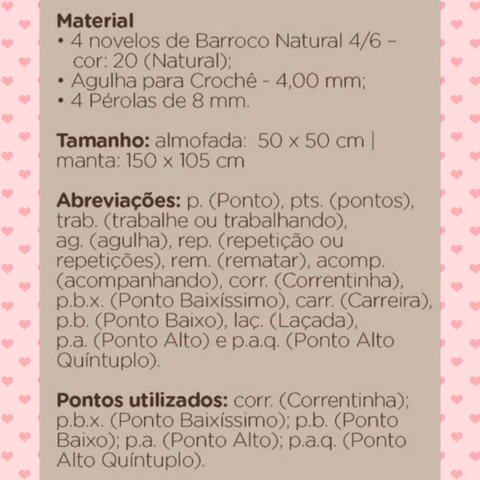 Material
• 4 novelos de Barroco Natural 4/6 –
cor: 20 (Natural);
• Agulha para Crochê - 4,00 mm;
• 4 Pérolas de 8 mm.
Tamanho: almofada: 50 x 50 cm |
manta: 150 x 105 cm
Abreviações: p. (Ponto), pts. (pontos),
trab. (trabalhe ou trabalhando),
ag. (agulha), rep. (repetição ou
repetições), rem. (rematar), acomp.
(acompanhando), corr. (Correntinha),
p.b.x. (Ponto Baixíssimo), carr. (Carreira),
p.b. (Ponto Baixo), laç. (Laçada),
p.a. (Ponto Alto) e p.a.q. (Ponto Alto
Quíntuplo).
Pontos utilizados: corr. (Correntinha);
p.b.x. (Ponto Baixíssimo); p.b. (Ponto
Baixo); p.a. (Ponto Alto); p.a.q. (Ponto
Alto Quíntuplo).